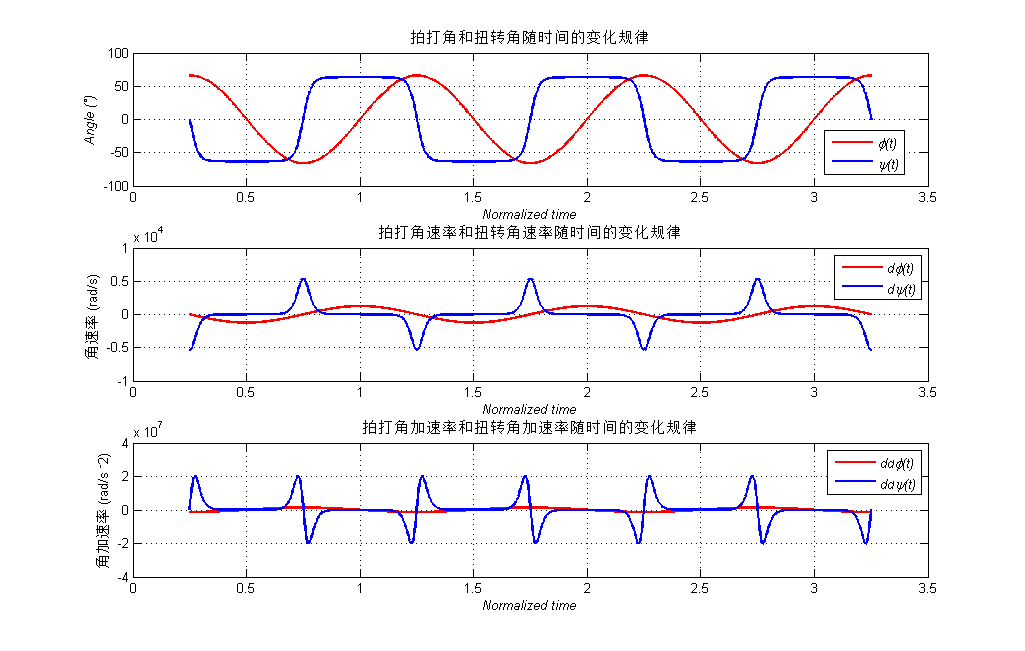 拍打角和扭转角随时间的变化规律
100
50
0
-50
-100
Angle (°)
ϕ(t)
ψ(t)
0 0.5 1 1.5 2 2.5 3 3.5
Normalized time
拍打角速率和扭转角速率随时间的变化规律
x 10^4
1
0.5
0
-0.5
-1
角速率 (rad/s)
dϕ(t)
dψ(t)
0 0.5 1 1.5 2 2.5 3 3.5
Normalized time
拍打角加速率和扭转角加速率随时间的变化规律
x 10^7
4
2
0
-2
-4
角加速率 (rad/s^-2)
daϕ(t)
daψ(t)
0 0.5 1 1.5 2 2.5 3 3.5
Normalized time